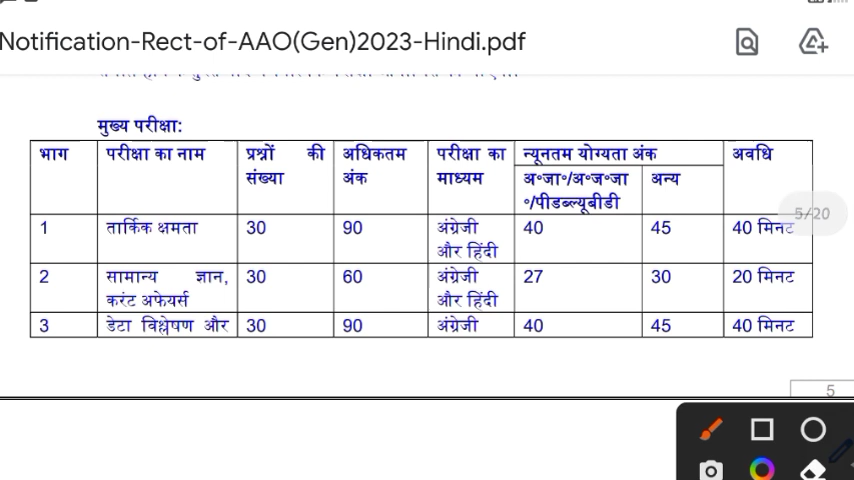 Notification-Rect-of-AAO(Gen)2023-Hindi.pdf
मुख्य परीक्षा:
भाग परीक्षा का नाम प्रश्नों की संख्या अधिकतम अंक परीक्षा का माध्यम न्यूनतम योग्यता अंक अवधि
अ॰जा॰/अ॰ज॰जा॰/पीडब्ल्यूबीडी अन्य
1 तार्किक क्षमता 30 90 अंग्रेजी और हिंदी 40 45 40 मिनट
2 सामान्य ज्ञान, करंट अफेयर्स 30 60 अंग्रेजी और हिंदी 27 30 20 मिनट
3 डेटा विश्लेषण और 30 90 अंग्रेजी 40 45 40 मिनट
5/20
5